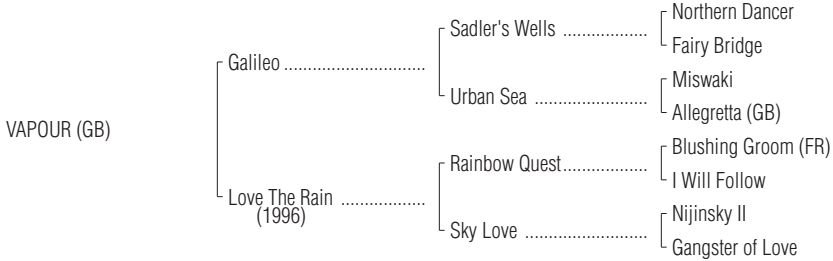 Northern Dancer
Sadler's Wells ..................
Fairy Bridge
Galileo ..............................
Miswaki
Urban Sea ........................
Allegretta (GB)
VAPOUR (GB)
Blushing Groom (FR)
Rainbow Quest..................
I Will Follow
Love The Rain ..................
(1996)
Nijinsky II
Sky Love ..........................
Gangster of Love